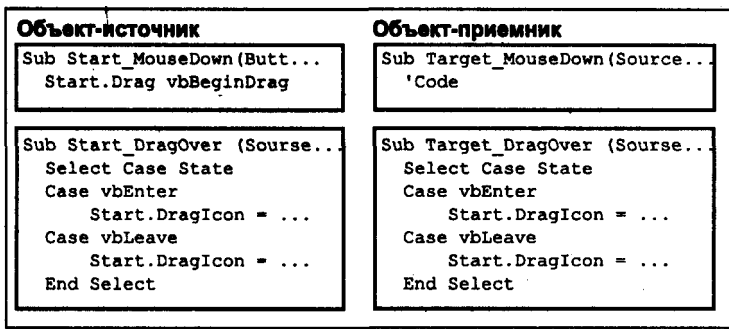 Объект-источник
Sub Start_MouseDown(Butt...
Start.Drag vbBeginDrag
Sub Start_DragOver (Sourse...
Select Case State
Case vbEnter
Start.DragIcon = ...
Case vbLeave
Start.DragIcon = ...
End Select
Объект-приемник
Sub Target_MouseDown(Source...
'Code
Sub Target_DragOver (Sourse...
Select Case State
Case vbEnter
Start.DragIcon = ...
Case vbLeave
Start.DragIcon = ...
End Select